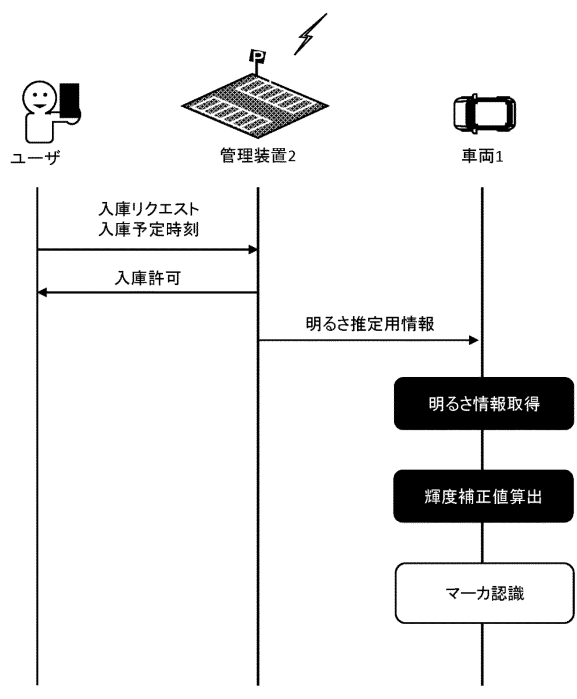 P
ユーザ
管理装置2
車両1
入庫リクエスト
入庫予定時刻
入庫許可
明るさ推定用情報
明るさ情報取得
輝度補正値算出
マーカ認識